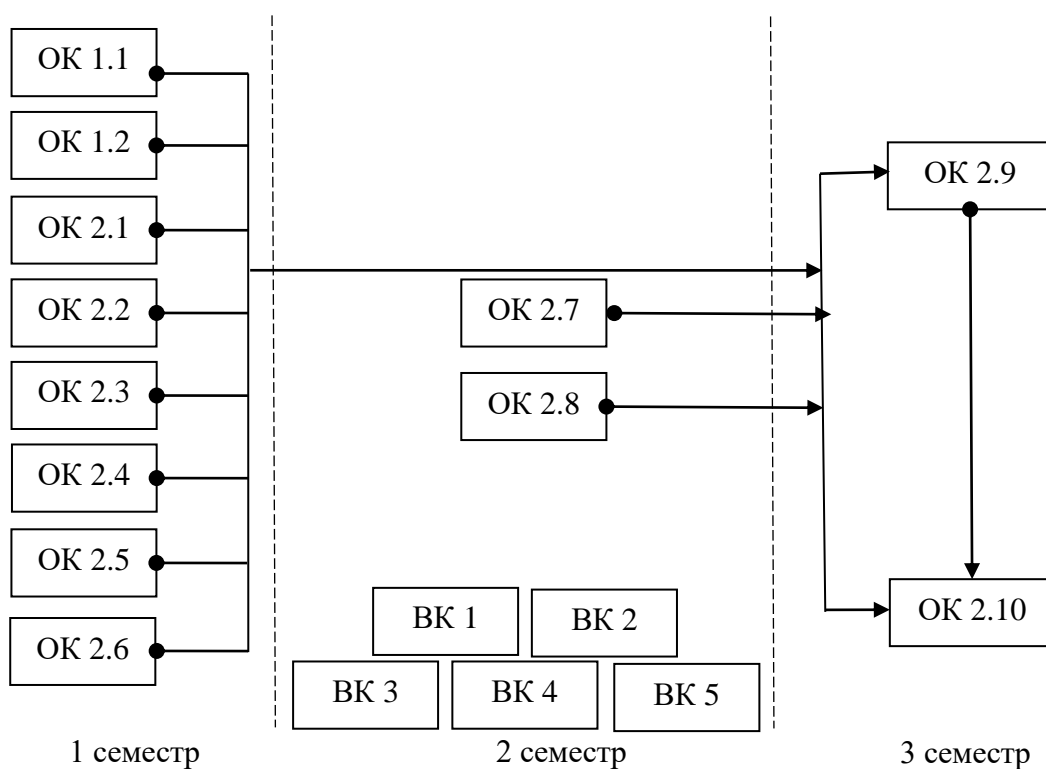 ОК 1.1
ОК 1.2
ОК 2.1
ОК 2.2
ОК 2.3
ОК 2.4
ОК 2.5
ОК 2.6
1 семестр
ОК 2.7
ОК 2.8
ВК 1
ВК 2
ВК 3
ВК 4
ВК 5
2 семестр
ОК 2.9
ОК 2.10
3 семестр